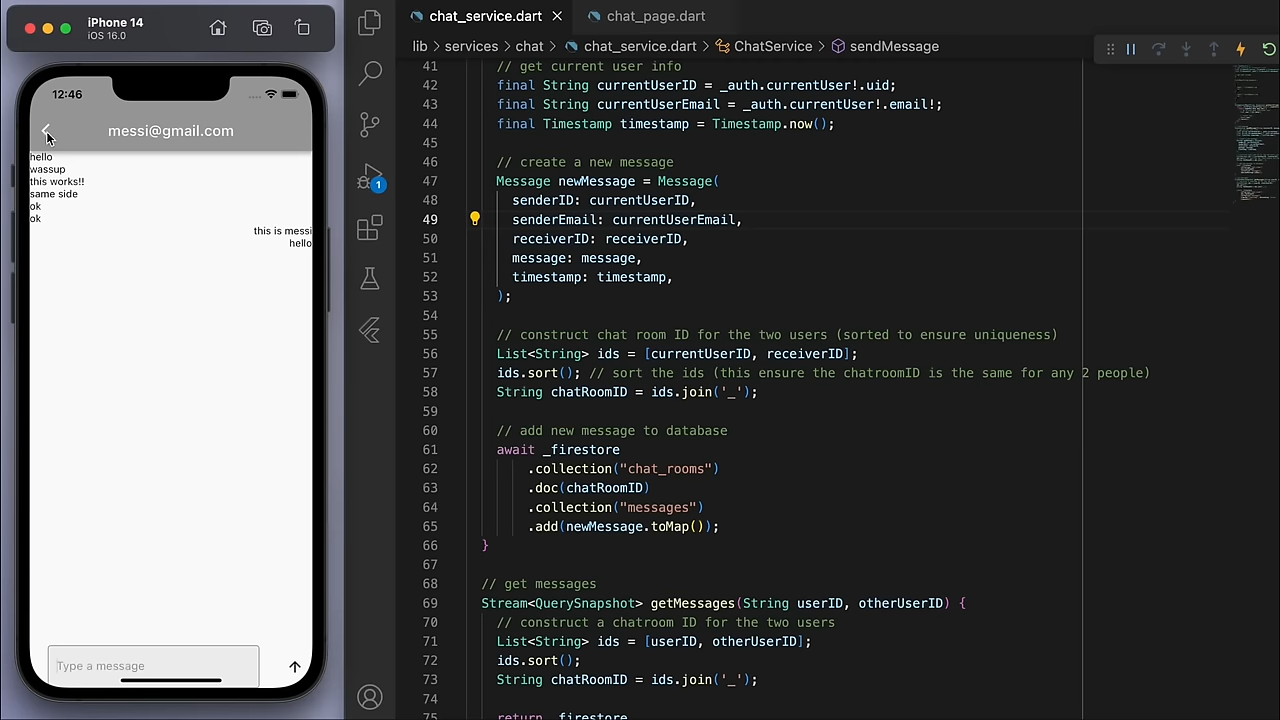 iPhone 14
iOS 16.0
12:46
messi@gmail.com
hello
wassup
this works!!
same side
ok
ok
this is messi
hello
Type a message
1
chat_service.dart
chat_page.dart
lib > services > chat > chat_service.dart > ChatService > sendMessage
41 // get current user info
42 final String currentUserID = _auth.currentUser!.uid;
43 final String currentUserEmail = _auth.currentUser!.email!;
44 final Timestamp timestamp = Timestamp.now();
45
46 // create a new message
47 Message newMessage = Message(
48 senderID: currentUserID,
49 senderEmail: currentUserEmail,
50 receiverID: receiverID,
51 message: message,
52 timestamp: timestamp,
53 );
54
55 // construct chat room ID for the two users (sorted to ensure uniqueness)
56 List<String> ids = [currentUserID, receiverID];
57 ids.sort(); // sort the ids (this ensure the chatroomID is the same for any 2 people)
58 String chatRoomID = ids.join('_');
59
60 // add new message to database
61 await _firestore
62 .collection("chat_rooms")
63 .doc(chatRoomID)
64 .collection("messages")
65 .add(newMessage.toMap());
66 }
67
68 // get messages
69 Stream<QuerySnapshot> getMessages(String userID, otherUserID) {
70 // construct a chatroom ID for the two users
71 List<String> ids = [userID, otherUserID];
72 ids.sort();
73 String chatRoomID = ids.join('_');
74
75 return _firestore